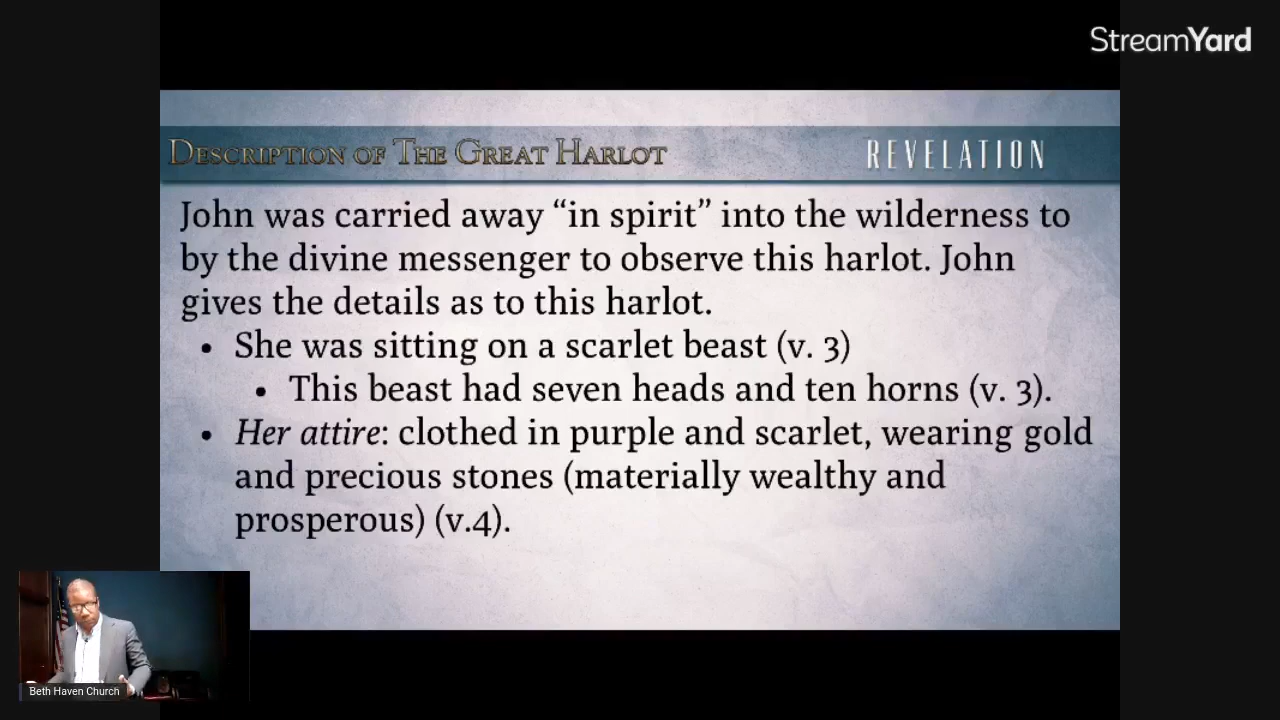 StreamYard
Description of The Great Harlot
REVELATION
John was carried away “in spirit” into the wilderness to
by the divine messenger to observe this harlot. John
gives the details as to this harlot.
• She was sitting on a scarlet beast (v. 3)
• This beast had seven heads and ten horns (v. 3).
• Her attire: clothed in purple and scarlet, wearing gold
and precious stones (materially wealthy and
prosperous) (v.4).
Beth Haven Church